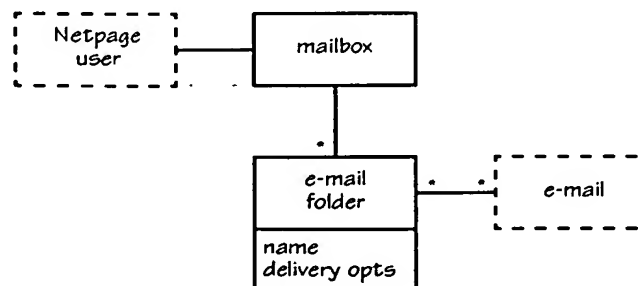 Netpage
user
mailbox
*
e-mail
folder
* *
e-mail
name
delivery opts